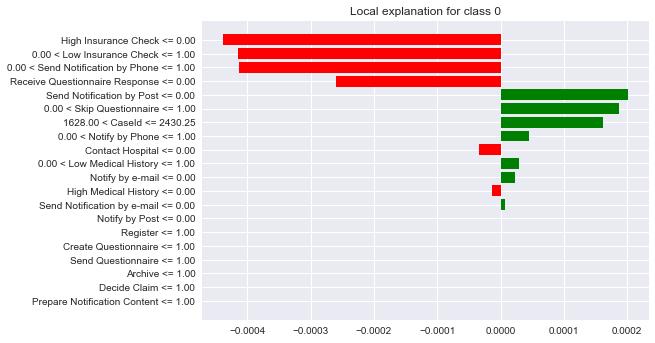 Local explanation for class 0
High Insurance Check <= 0.00
0.00 < Low Insurance Check <= 1.00
0.00 < Send Notification by Phone <= 1.00
Receive Questionnaire Response <= 0.00
Send Notification by Post <= 0.00
0.00 < Skip Questionnaire <= 1.00
1628.00 < CaseId <= 2430.25
0.00 < Notify by Phone <= 1.00
Contact Hospital <= 0.00
0.00 < Low Medical History <= 1.00
Notify by e-mail <= 0.00
High Medical History <= 0.00
Send Notification by e-mail <= 0.00
Notify by Post <= 0.00
Register <= 1.00
Create Questionnaire <= 1.00
Send Questionnaire <= 1.00
Archive <= 1.00
Decide Claim <= 1.00
Prepare Notification Content <= 1.00
−0.0004 −0.0003 −0.0002 −0.0001 0.0000 0.0001 0.0002